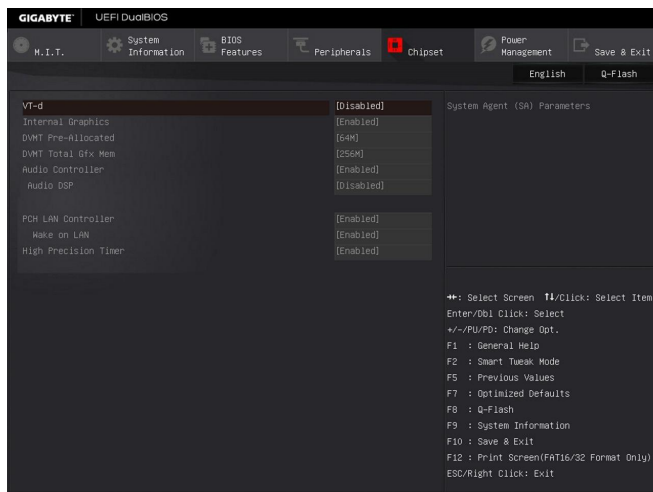 GIGABYTE™ UEFI DualBIOS
M.I.T. System Information BIOS Features Peripherals Chipset Power Management Save & Exit
English Q-Flash
VT-d [Disabled] System Agent (SA) Parameters
Internal Graphics [Enabled]
DVMT Pre-Allocated [64M]
DVMT Total Gfx Mem [256M]
Audio Controller [Enabled]
Audio DSP [Disabled]
PCH LAN Controller [Enabled]
Wake on LAN [Enabled]
High Precision Timer [Enabled]
→←: Select Screen ↑↓/Click: Select Item
Enter/Dbl Click: Select
+/-/PU/PD: Change Opt.
F1 : General Help
F2 : Smart Tweak Mode
F5 : Previous Values
F7 : Optimized Defaults
F8 : Q-Flash
F9 : System Information
F10 : Save & Exit
F12 : Print Screen(FAT16/32 Format Only)
ESC/Right Click: Exit